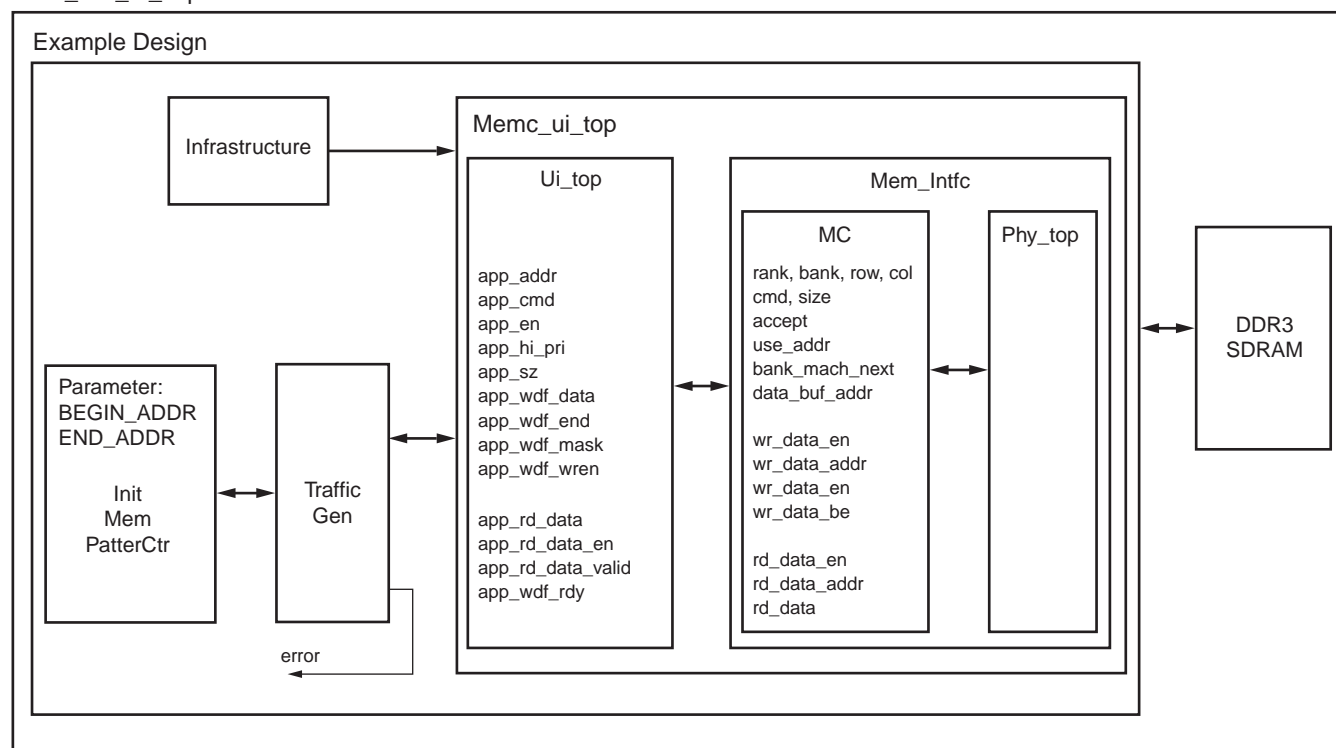 Example Design
Infrastructure
Memc_ui_top
Ui_top
app_addr
app_cmd
app_en
app_hi_pri
app_sz
app_wdf_data
app_wdf_end
app_wdf_mask
app_wdf_wren
app_rd_data
app_rd_data_en
app_rd_data_valid
app_wdf_rdy
Mem_Intfc
MC
rank, bank, row, col
cmd, size
accept
use_addr
bank_mach_next
data_buf_addr
wr_data_en
wr_data_addr
wr_data_en
wr_data_be
rd_data_en
rd_data_addr
rd_data
Phy_top
DDR3
SDRAM
Parameter:
BEGIN_ADDR
END_ADDR
Init
Mem
PatterCtr
Traffic
Gen
error